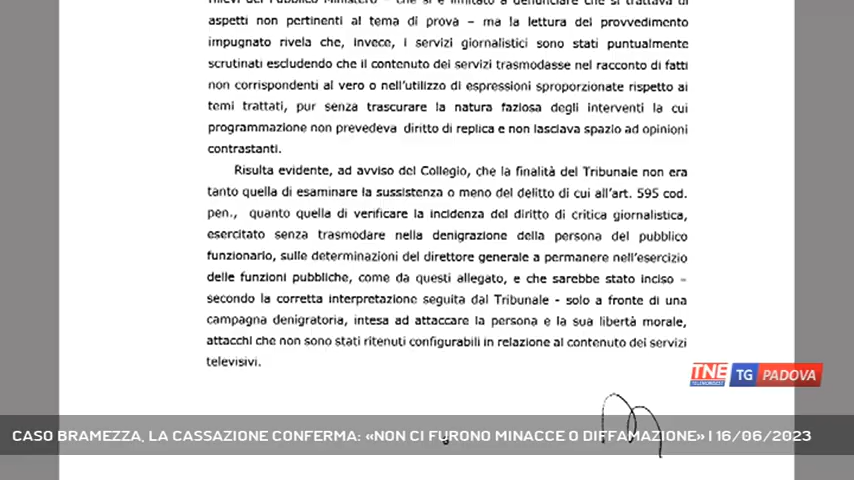 rilievi del Pubblico Ministero – che si è limitato a denunciare che si trattava di
aspetti non pertinenti al tema di prova – ma la lettura del provvedimento
impugnato rivela che, invece, i servizi giornalistici sono stati puntualmente
scrutinati escludendo che il contenuto dei servizi trasmodasse nel racconto di fatti
non corrispondenti al vero o nell'utilizzo di espressioni sproporzionate rispetto ai
temi trattati, pur senza trascurare la natura faziosa degli interventi la cui
programmazione non prevedeva diritto di replica e non lasciava spazio ad opinioni
contrastanti.
Risulta evidente, ad avviso del Collegio, che la finalità del Tribunale non era
tanto quella di esaminare la sussistenza o meno del delitto di cui all'art. 595 cod.
pen., quanto quella di verificare la incidenza del diritto di critica giornalistica,
esercitato senza trasmodare nella denigrazione della persona del pubblico
funzionario, sulle determinazioni del direttore generale a permanere nell'esercizio
delle funzioni pubbliche, come da questi allegato, e che sarebbe stato inciso –
secondo la corretta interpretazione seguita dal Tribunale - solo a fronte di una
campagna denigratoria, intesa ad attaccare la persona e la sua libertà morale,
attacchi che non sono stati ritenuti configurabili in relazione al contenuto dei servizi
televisivi.
TNE TG PADOVA
TELENORDEST
CASO BRAMEZZA, LA CASSAZIONE CONFERMA: «NON CI FURONO MINACCE O DIFFAMAZIONE» | 16/06/2023